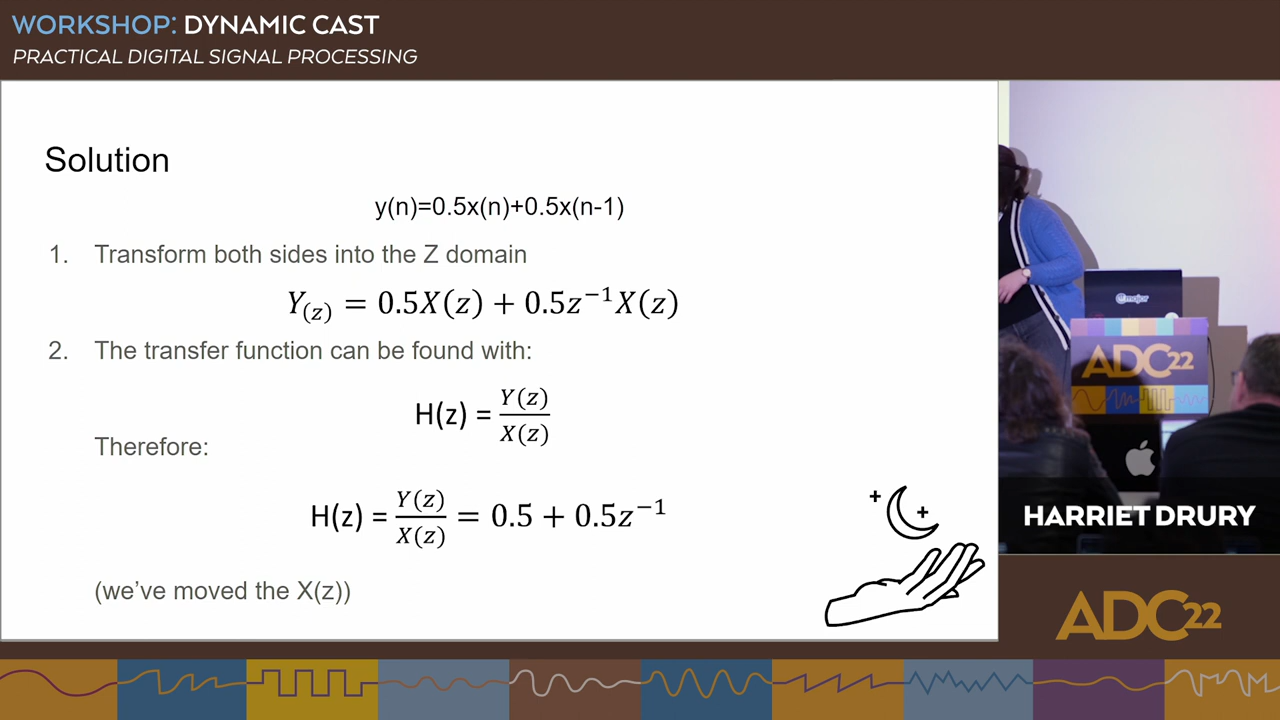 WORKSHOP: DYNAMIC CAST
PRACTICAL DIGITAL SIGNAL PROCESSING
Solution
y(n)=0.5x(n)+0.5x(n-1)
1. Transform both sides into the Z domain
Y₍z₎ = 0.5X(z) + 0.5z⁻¹X(z)
2. The transfer function can be found with:
H(z) = Y(z)/X(z)
Therefore:
H(z) = Y(z)/X(z) = 0.5 + 0.5z⁻¹
(we've moved the X(z))
emajor
ADC22
HARRIET DRURY
ADC22